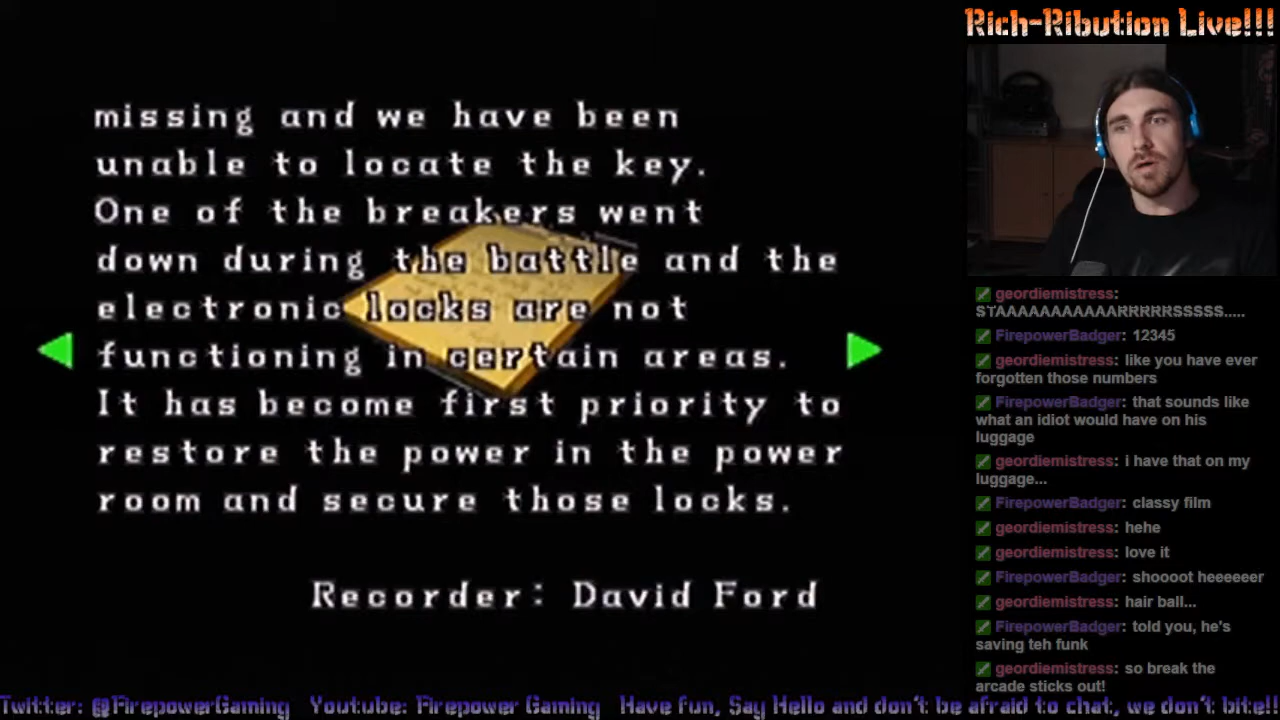 Rich-Ribution Live!!!
missing and we have been
unable to locate the key.
One of the breakers went
down during the battle and the
electronic locks are not
functioning in certain areas.
It has become first priority to
restore the power in the power
room and secure those locks.
Recorder: David Ford
geordiemistress:
STAAAAAAAAAARRRRRSSSSS.....
FirepowerBadger: 12345
geordiemistress: like you have ever
forgotten those numbers
FirepowerBadger: that sounds like
what an idiot would have on his
luggage
geordiemistress: i have that on my
luggage...
FirepowerBadger: classy film
geordiemistress: hehe
geordiemistress: love it
FirepowerBadger: shoooot heeeeeer
geordiemistress: hair ball...
FirepowerBadger: told you, he's
saving teh funk
geordiemistress: so break the
arcade sticks out!
Twitter: @FirepowerGaming Youtube: Firepower Gaming Have fun, Say Hello and don't be afraid to chat, we don't bite!!